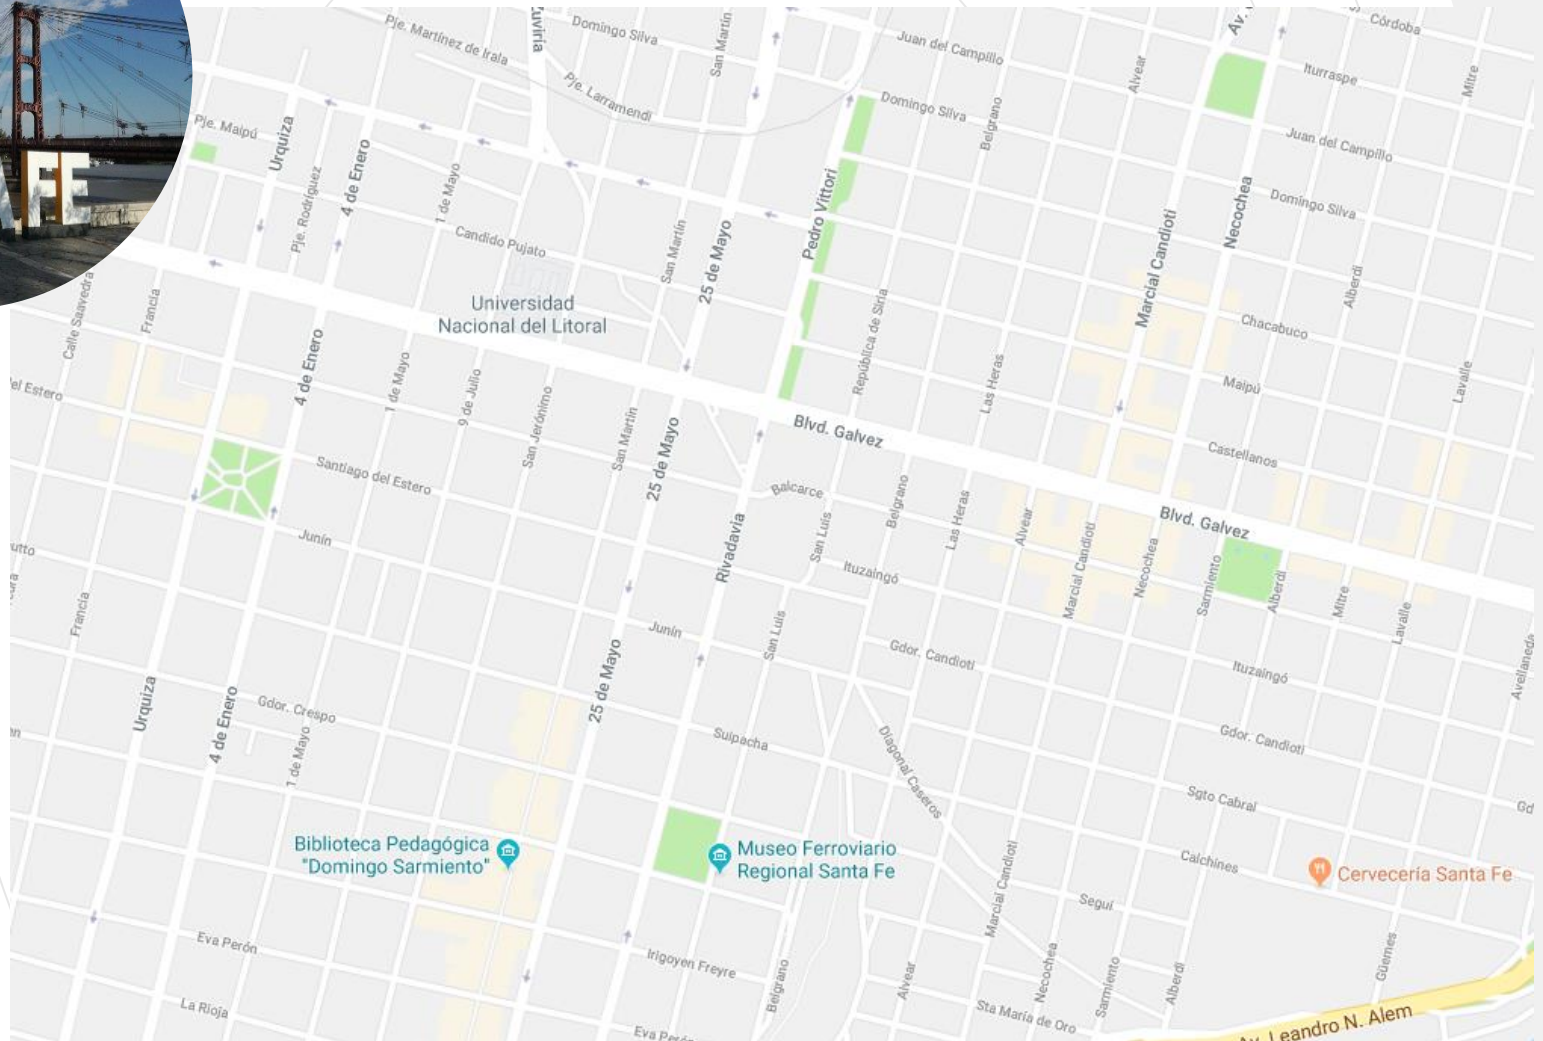 FE
Pje. Martínez de Irala
Zuviría
Domingo Silva
San Martín
Juan del Campillo
Av.
Córdoba
Iturraspe
Mitre
Alvear
Pje. Larramendi
Domingo Silva
Belgrano
Juan del Campillo
Pje. Maipú
Urquiza
Pje. Rodríguez
4 de Enero
1 de Mayo
Candido Pujato
San Martín
25 de Mayo
Pedro Vittori
Marcial Candioti
Necochea
Domingo Silva
Alberdi
Chacabuco
Calle Saavedra
Francia
Universidad
Nacional del Litoral
4 de Enero
1 de Mayo
9 de Julio
San Jerónimo
San Martín
República de Siria
Las Heras
Maipú
Lavalle
el Estero
Santiago del Estero
25 de Mayo
Blvd. Galvez
Castellanos
Balcarce
San Luis
Belgrano
Las Heras
Alvear
Marcial Candioti
Necochea
Blvd. Galvez
Sarmiento
Alberdi
Mitre
Lavalle
Avellaneda
Junín
utto
Francia
Rivadavia
Ituzaingó
Junín
San Luis
Gdor. Candioti
Ituzaingó
Urquiza
4 de Enero
Gdor. Crespo
1 de Mayo
25 de Mayo
Suipacha
Diagonal Caseros
Gdor. Candioti
Sgto Cabral
Gd
Biblioteca Pedagógica
"Domingo Sarmiento"
Museo Ferroviario
Regional Santa Fe
Calchines
Cervecería Santa Fe
Marcial Candioti
Seguí
Eva Perón
Irigoyen Freyre
Belgrano
Alvear
Necochea
Sarmiento
Alberdi
Güemes
La Rioja
Eva Perón
Sta María de Oro
Av. Leandro N. Alem